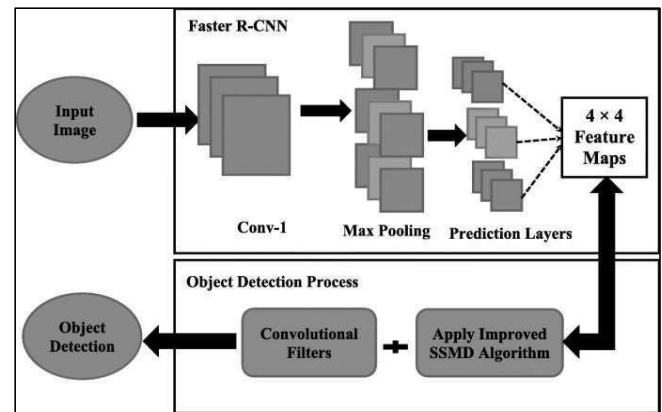 Faster R-CNN
Input
Image
4 × 4
Feature
Maps
Conv-1
Max Pooling
Prediction Layers
Object Detection Process
Object
Detection
Convolutional
Filters
+
Apply Improved
SSMD Algorithm